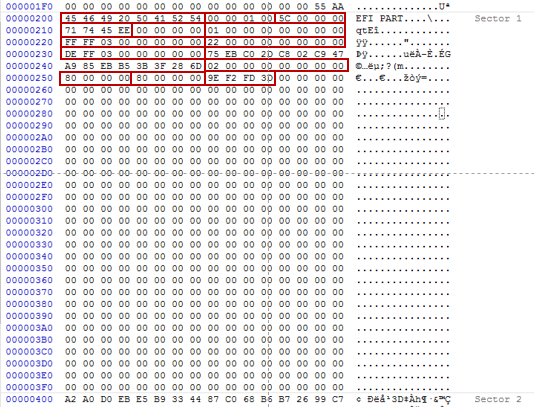 000001F0 00 00 00 00 00 00 00 00 00 00 00 00 00 00 55 AA ..............Uª
00000200 45 46 49 20 50 41 52 54 00 00 01 00 5C 00 00 00 EFI PART....\... Sector 1
00000210 71 74 45 EE 00 00 00 00 01 00 00 00 00 00 00 00 qtEî............
00000220 FF FF 03 00 00 00 00 00 22 00 00 00 00 00 00 00 ÿÿ......".......
00000230 DE FF 03 00 00 00 00 00 75 EB C0 2D C8 02 C9 47 Þÿ......uëÀ-È.ÉG
00000240 A9 85 EB B5 3B 3F 28 6D 02 00 00 00 00 00 00 00 ©…ëµ;?(m........
00000250 00 00 00 00 00 00 00 00 9E F2 FD 3D 00 00 00 00
00000260 00 00 00 00 00 00 00 00 00 00 00 00 00 00 00 00 ................
00000270 00 00 00 00 00 00 00 00 00 00 00 00 00 00 00 00 ................
00000280 00 00 00 00 00 00 00 00 00 00 00 00 00 00 00 00 ................
00000290 00 00 00 00 00 00 00 00 00 00 00 00 00 00 00 00 ................
000002A0 00 00 00 00 00 00 00 00 00 00 00 00 00 00 00 00 ................
000002B0 00 00 00 00 00 00 00 00 00 00 00 00 00 00 00 00 ................
000002C0 00 00 00 00 00 00 00 00 00 00 00 00 00 00 00 00 ................
000002D0 00 00 00 00 00 00 00 00 00 00 00 00 00 00 00 00 ................
000002E0 00 00 00 00 00 00 00 00 00 00 00 00 00 00 00 00 ................
000002F0 00 00 00 00 00 00 00 00 00 00 00 00 00 00 00 00 ................
00000300 00 00 00 00 00 00 00 00 00 00 00 00 00 00 00 00 ................
00000310 00 00 00 00 00 00 00 00 00 00 00 00 00 00 00 00 ................
00000320 00 00 00 00 00 00 00 00 00 00 00 00 00 00 00 00 ................
00000330 00 00 00 00 00 00 00 00 00 00 00 00 00 00 00 00 ................
00000340 00 00 00 00 00 00 00 00 00 00 00 00 00 00 00 00 ................
00000350 00 00 00 00 00 00 00 00 00 00 00 00 00 00 00 00 ................
00000360 00 00 00 00 00 00 00 00 00 00 00 00 00 00 00 00 ................
00000370 00 00 00 00 00 00 00 00 00 00 00 00 00 00 00 00 ................
00000380 00 00 00 00 00 00 00 00 00 00 00 00 00 00 00 00 ................
00000390 00 00 00 00 00 00 00 00 00 00 00 00 00 00 00 00 ................
000003A0 00 00 00 00 00 00 00 00 00 00 00 00 00 00 00 00 ................
000003B0 00 00 00 00 00 00 00 00 00 00 00 00 00 00 00 00 ................
000003C0 00 00 00 00 00 00 00 00 00 00 00 00 00 00 00 00 ................
000003D0 00 00 00 00 00 00 00 00 00 00 00 00 00 00 00 00 ................
000003E0 00 00 00 00 00 00 00 00 00 00 00 00 00 00 00 00 ................
000003F0 00 00 00 00 00 00 00 00 00 00 00 00 00 00 00 00 ................
00000400 A2 A0 D0 EB E5 B9 33 44 87 C0 68 B6 B7 26 99 C7 ¢ Ðëå¹3D‡Àh¶·&™Ç Sector 2